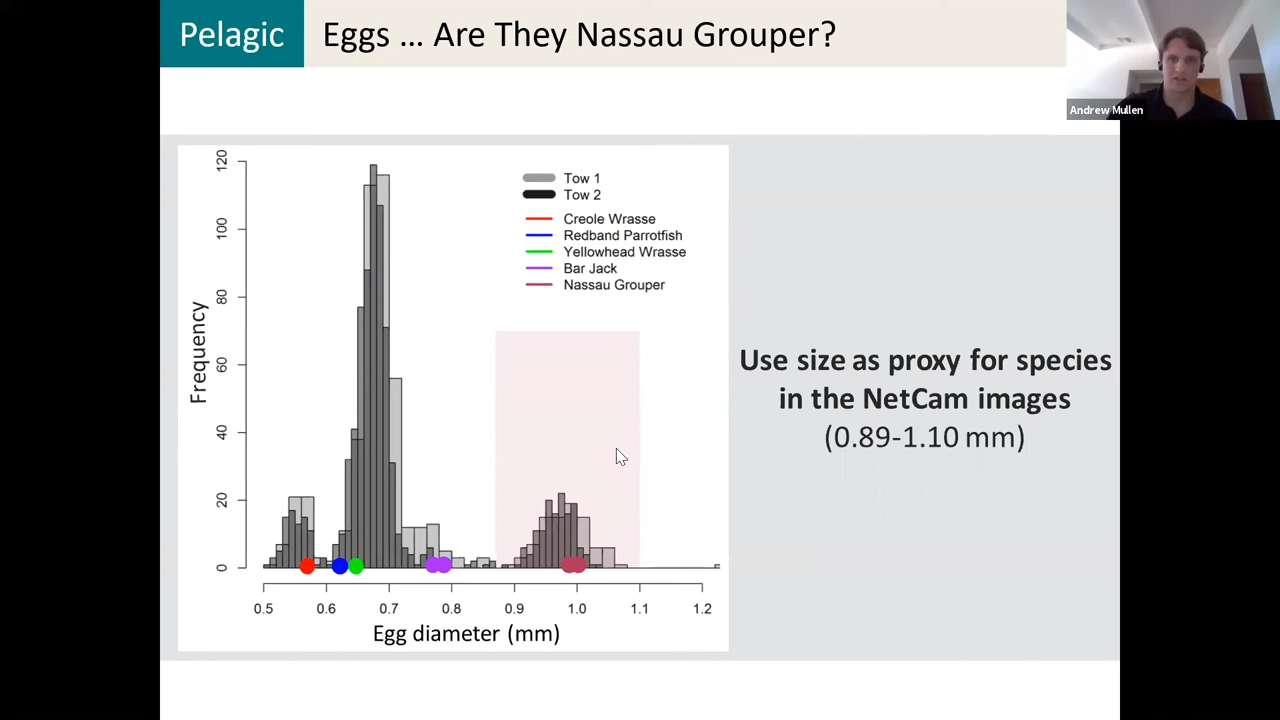 Pelagic
Eggs ... Are They Nassau Grouper?
Andrew Mullen
Tow 1
Tow 2
Creole Wrasse
Redband Parrotfish
Yellowhead Wrasse
Bar Jack
Nassau Grouper
Frequency
120
100
80
60
40
20
0
0.5 0.6 0.7 0.8 0.9 1.0 1.1 1.2
Egg diameter (mm)
Use size as proxy for species
in the NetCam images
(0.89-1.10 mm)